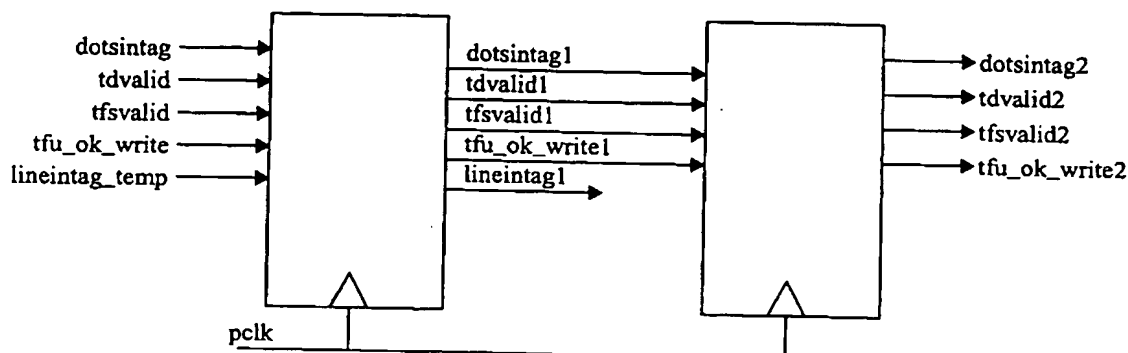 dotsintag
tdvalid
tfsvalid
tfu_ok_write
lineintag_temp
dotsintag1
tdvalid1
tfsvalid1
tfu_ok_write1
lineintag1
dotsintag2
tdvalid2
tfsvalid2
tfu_ok_write2
pclk